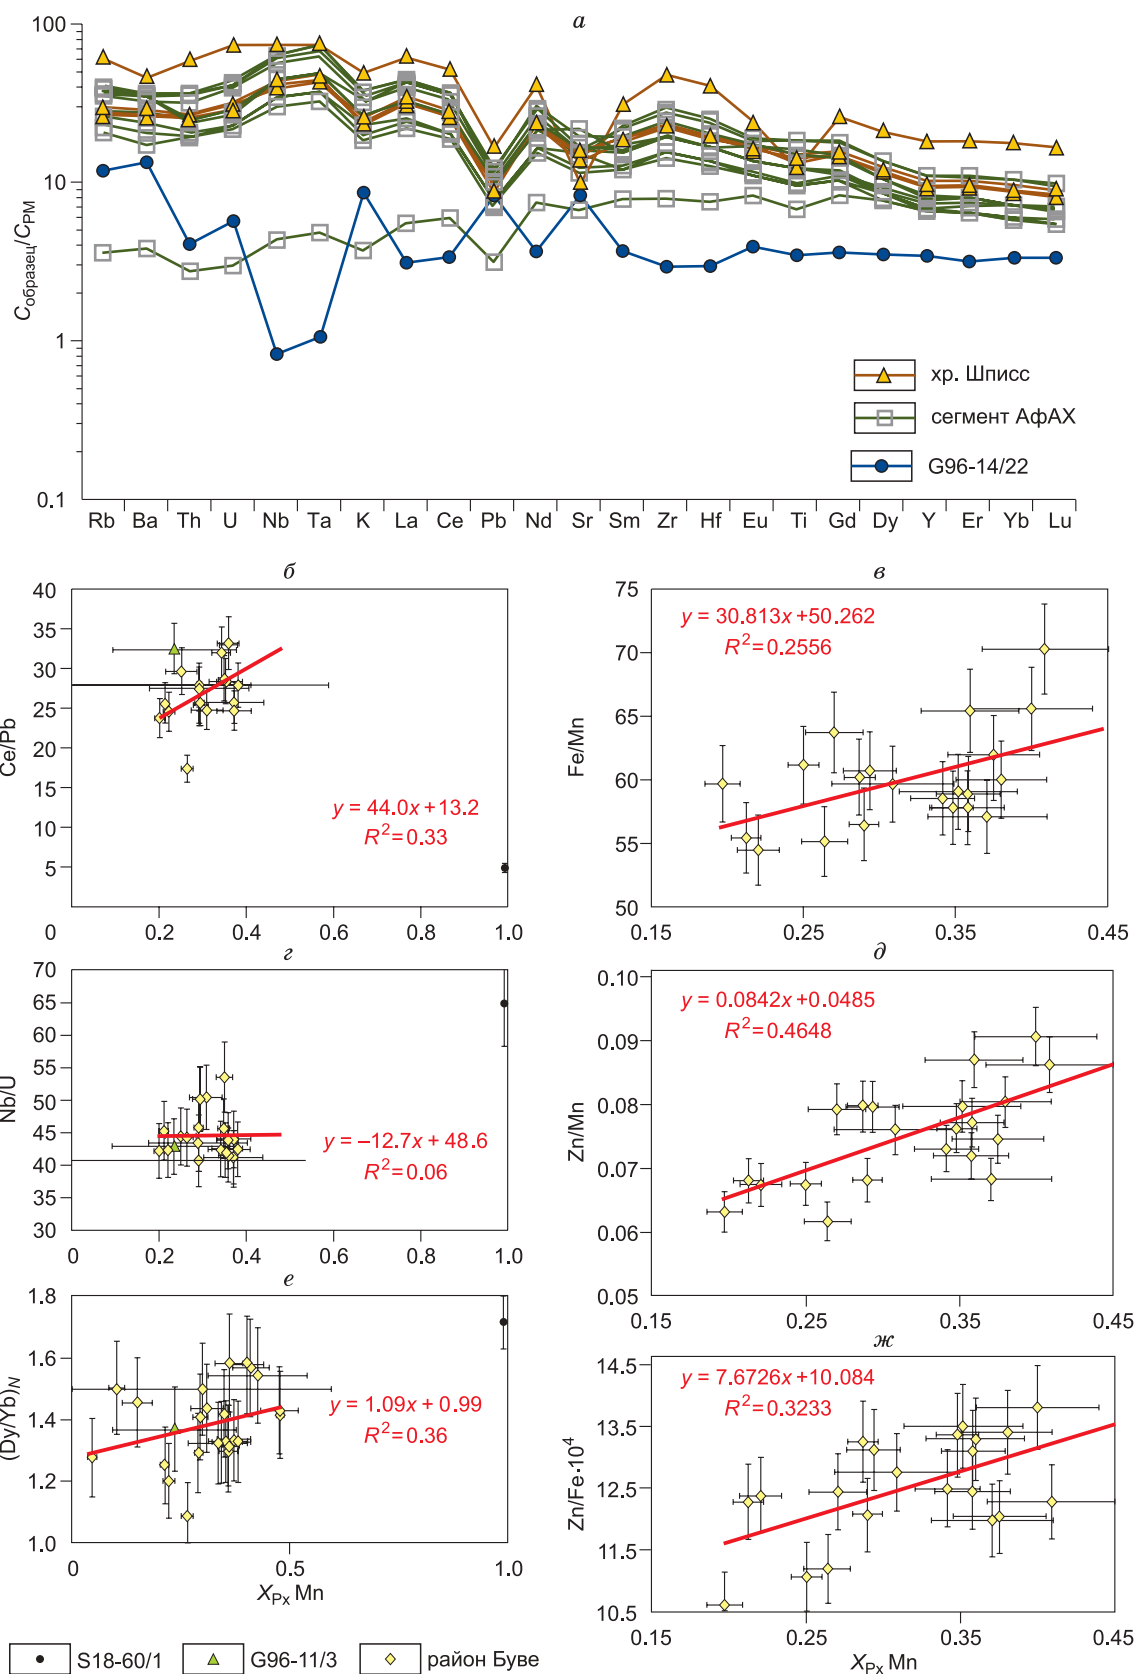 а
100
10
1
0.1
Cобразец/CPM
хр. Шписс
сегмент АфАХ
G96-14/22
Rb Ba Th U Nb Ta K La Ce Pb Nd Sr Sm Zr Hf Eu Ti Gd Dy Y Er Yb Lu
б
40
35
30
25
20
15
10
5
0 0.2 0.4 0.6 0.8 1.0
Ce/Pb
y = 44.0x + 13.2
R²=0.33
в
75
70
65
60
55
50
0.15 0.25 0.35 0.45
Fe/Mn
y = 30.813x +50.262
R²=0.2556
г
70
65
60
55
50
45
40
35
30
0 0.2 0.4 0.6 0.8 1.0
Nb/U
y = –12.7x + 48.6
R²=0.06
д
0.10
0.09
0.08
0.07
0.06
0.05
0.15 0.25 0.35 0.45
Zn/Mn
y = 0.0842x +0.0485
R²=0.4648
е
1.8
1.6
1.4
1.2
1.0
0 0.5 1.0
(Dy/Yb)N
y = 1.09x + 0.99
R²=0.36
XPx Mn
ж
14.5
13.5
12.5
11.5
10.5
0.15 0.25 0.35 0.45
Zn/Fe·10⁴
y = 7.6726x +10.084
R²=0.3233
XPx Mn
S18-60/1
G96-11/3
район Буве